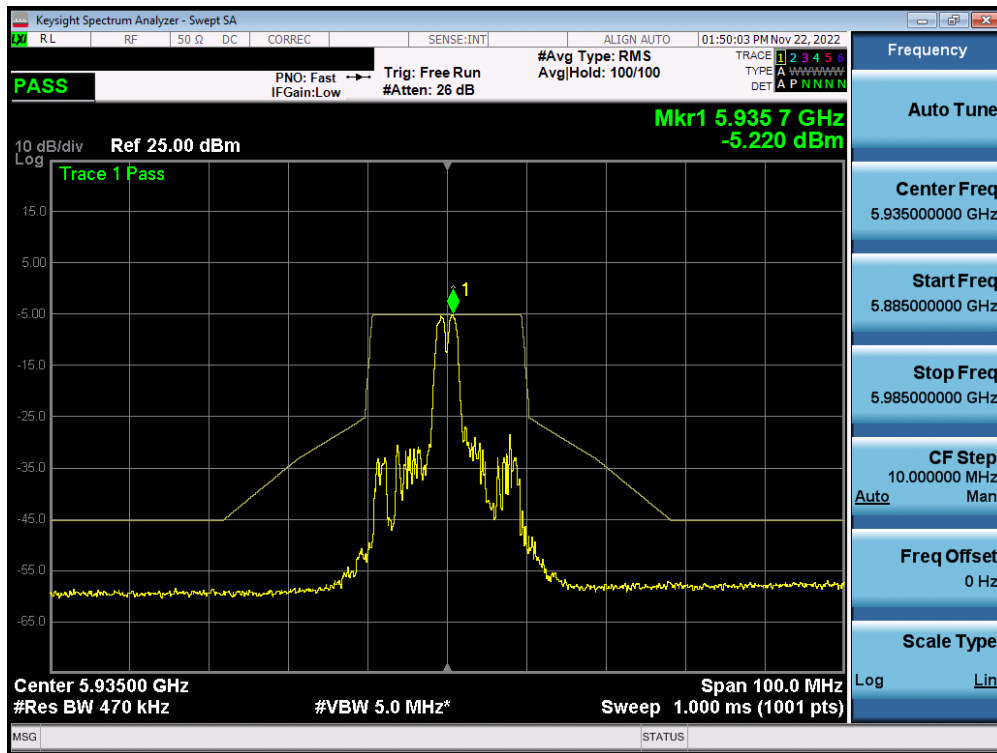 Keysight Spectrum Analyzer - Swept SA
LXI RL RF 50 Ω DC CORREC SENSE:INT ALIGN AUTO 01:50:03 PM Nov 22, 2022
PASS
PNO: Fast
IFGain:Low
Trig: Free Run
#Atten: 26 dB
#Avg Type: RMS
Avg|Hold: 100/100
TRACE 1 2 3 4 5 6
TYPE A WWWWW
DET A P N N N N
Mkr1 5.935 7 GHz
-5.220 dBm
10 dB/div
Log
Ref 25.00 dBm
Trace 1 Pass
15.0
5.00
-5.00
-15.0
-25.0
-35.0
-45.0
-55.0
-65.0
1
Center 5.93500 GHz Span 100.0 MHz
#Res BW 470 kHz #VBW 5.0 MHz* Sweep 1.000 ms (1001 pts)
MSG STATUS
Frequency
Auto Tune
Center Freq
5.935000000 GHz
Start Freq
5.885000000 GHz
Stop Freq
5.985000000 GHz
CF Step
10.000000 MHz
Auto Man
Freq Offset
0 Hz
Scale Type
Log Lin